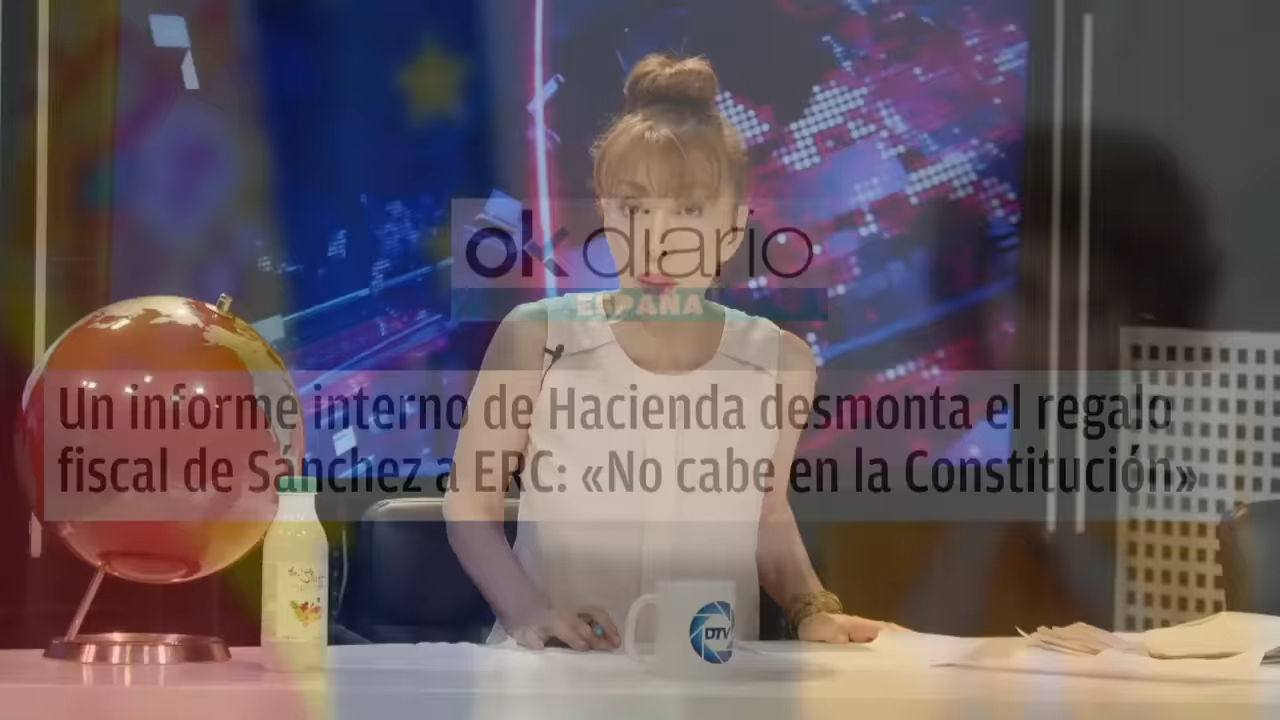 okdiario
ESPAÑA
Un informe interno de Hacienda desmonta el regalo
fiscal de Sánchez a ERC: «No cabe en la Constitución»
DTV